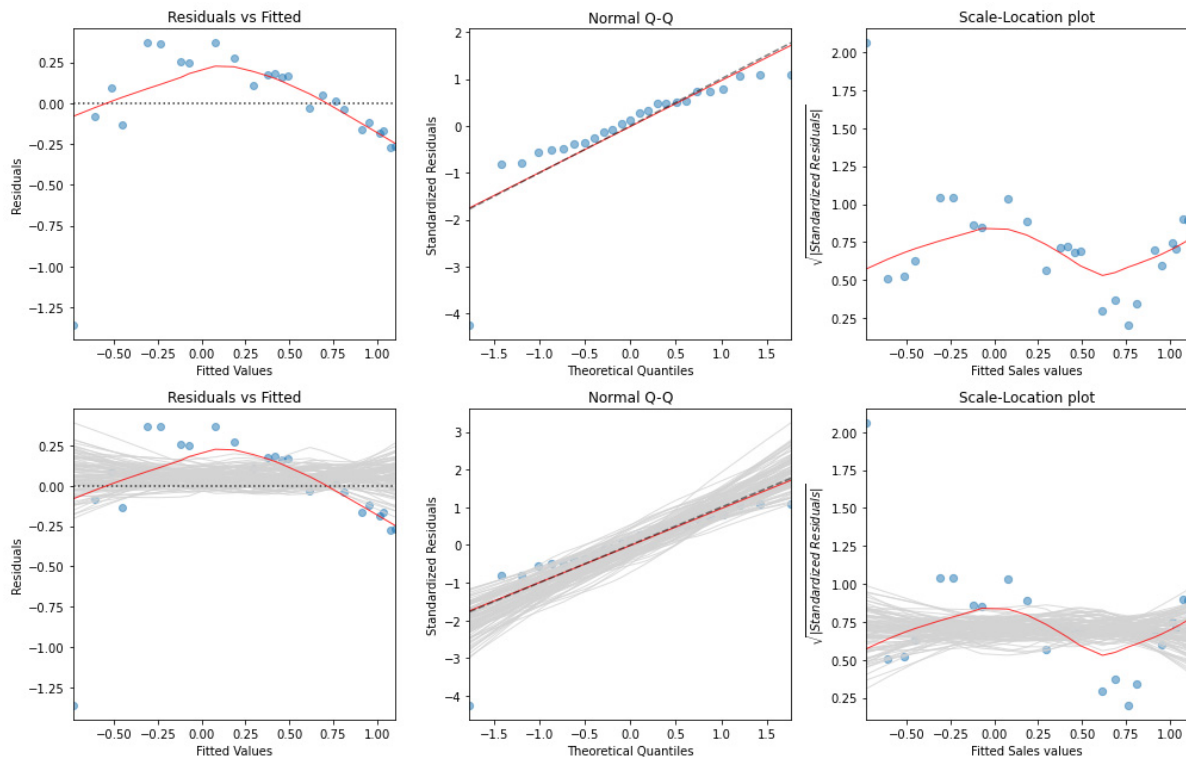 Residuals vs Fitted
Normal Q-Q
Scale-Location plot
0.25
0.00
−0.25
−0.50
−0.75
−1.00
−1.25
Residuals
−0.50 −0.25 0.00 0.25 0.50 0.75 1.00
Fitted Values
2
1
0
−1
−2
−3
−4
Standardized Residuals
−1.5 −1.0 −0.5 0.0 0.5 1.0 1.5
Theoretical Quantiles
2.00
1.75
1.50
1.25
1.00
0.75
0.50
0.25
√|Standardized Residuals|
−0.50 −0.25 0.00 0.25 0.50 0.75 1.00
Fitted Sales values
Residuals vs Fitted
Normal Q-Q
Scale-Location plot
0.25
0.00
−0.25
−0.50
−0.75
−1.00
−1.25
Residuals
−0.50 −0.25 0.00 0.25 0.50 0.75 1.00
Fitted Values
3
2
1
0
−1
−2
−3
−4
Standardized Residuals
−1.5 −1.0 −0.5 0.0 0.5 1.0 1.5
Theoretical Quantiles
2.00
1.75
1.50
1.25
1.00
0.75
0.50
0.25
√|Standardized Residuals|
−0.50 −0.25 0.00 0.25 0.50 0.75 1.00
Fitted Sales values